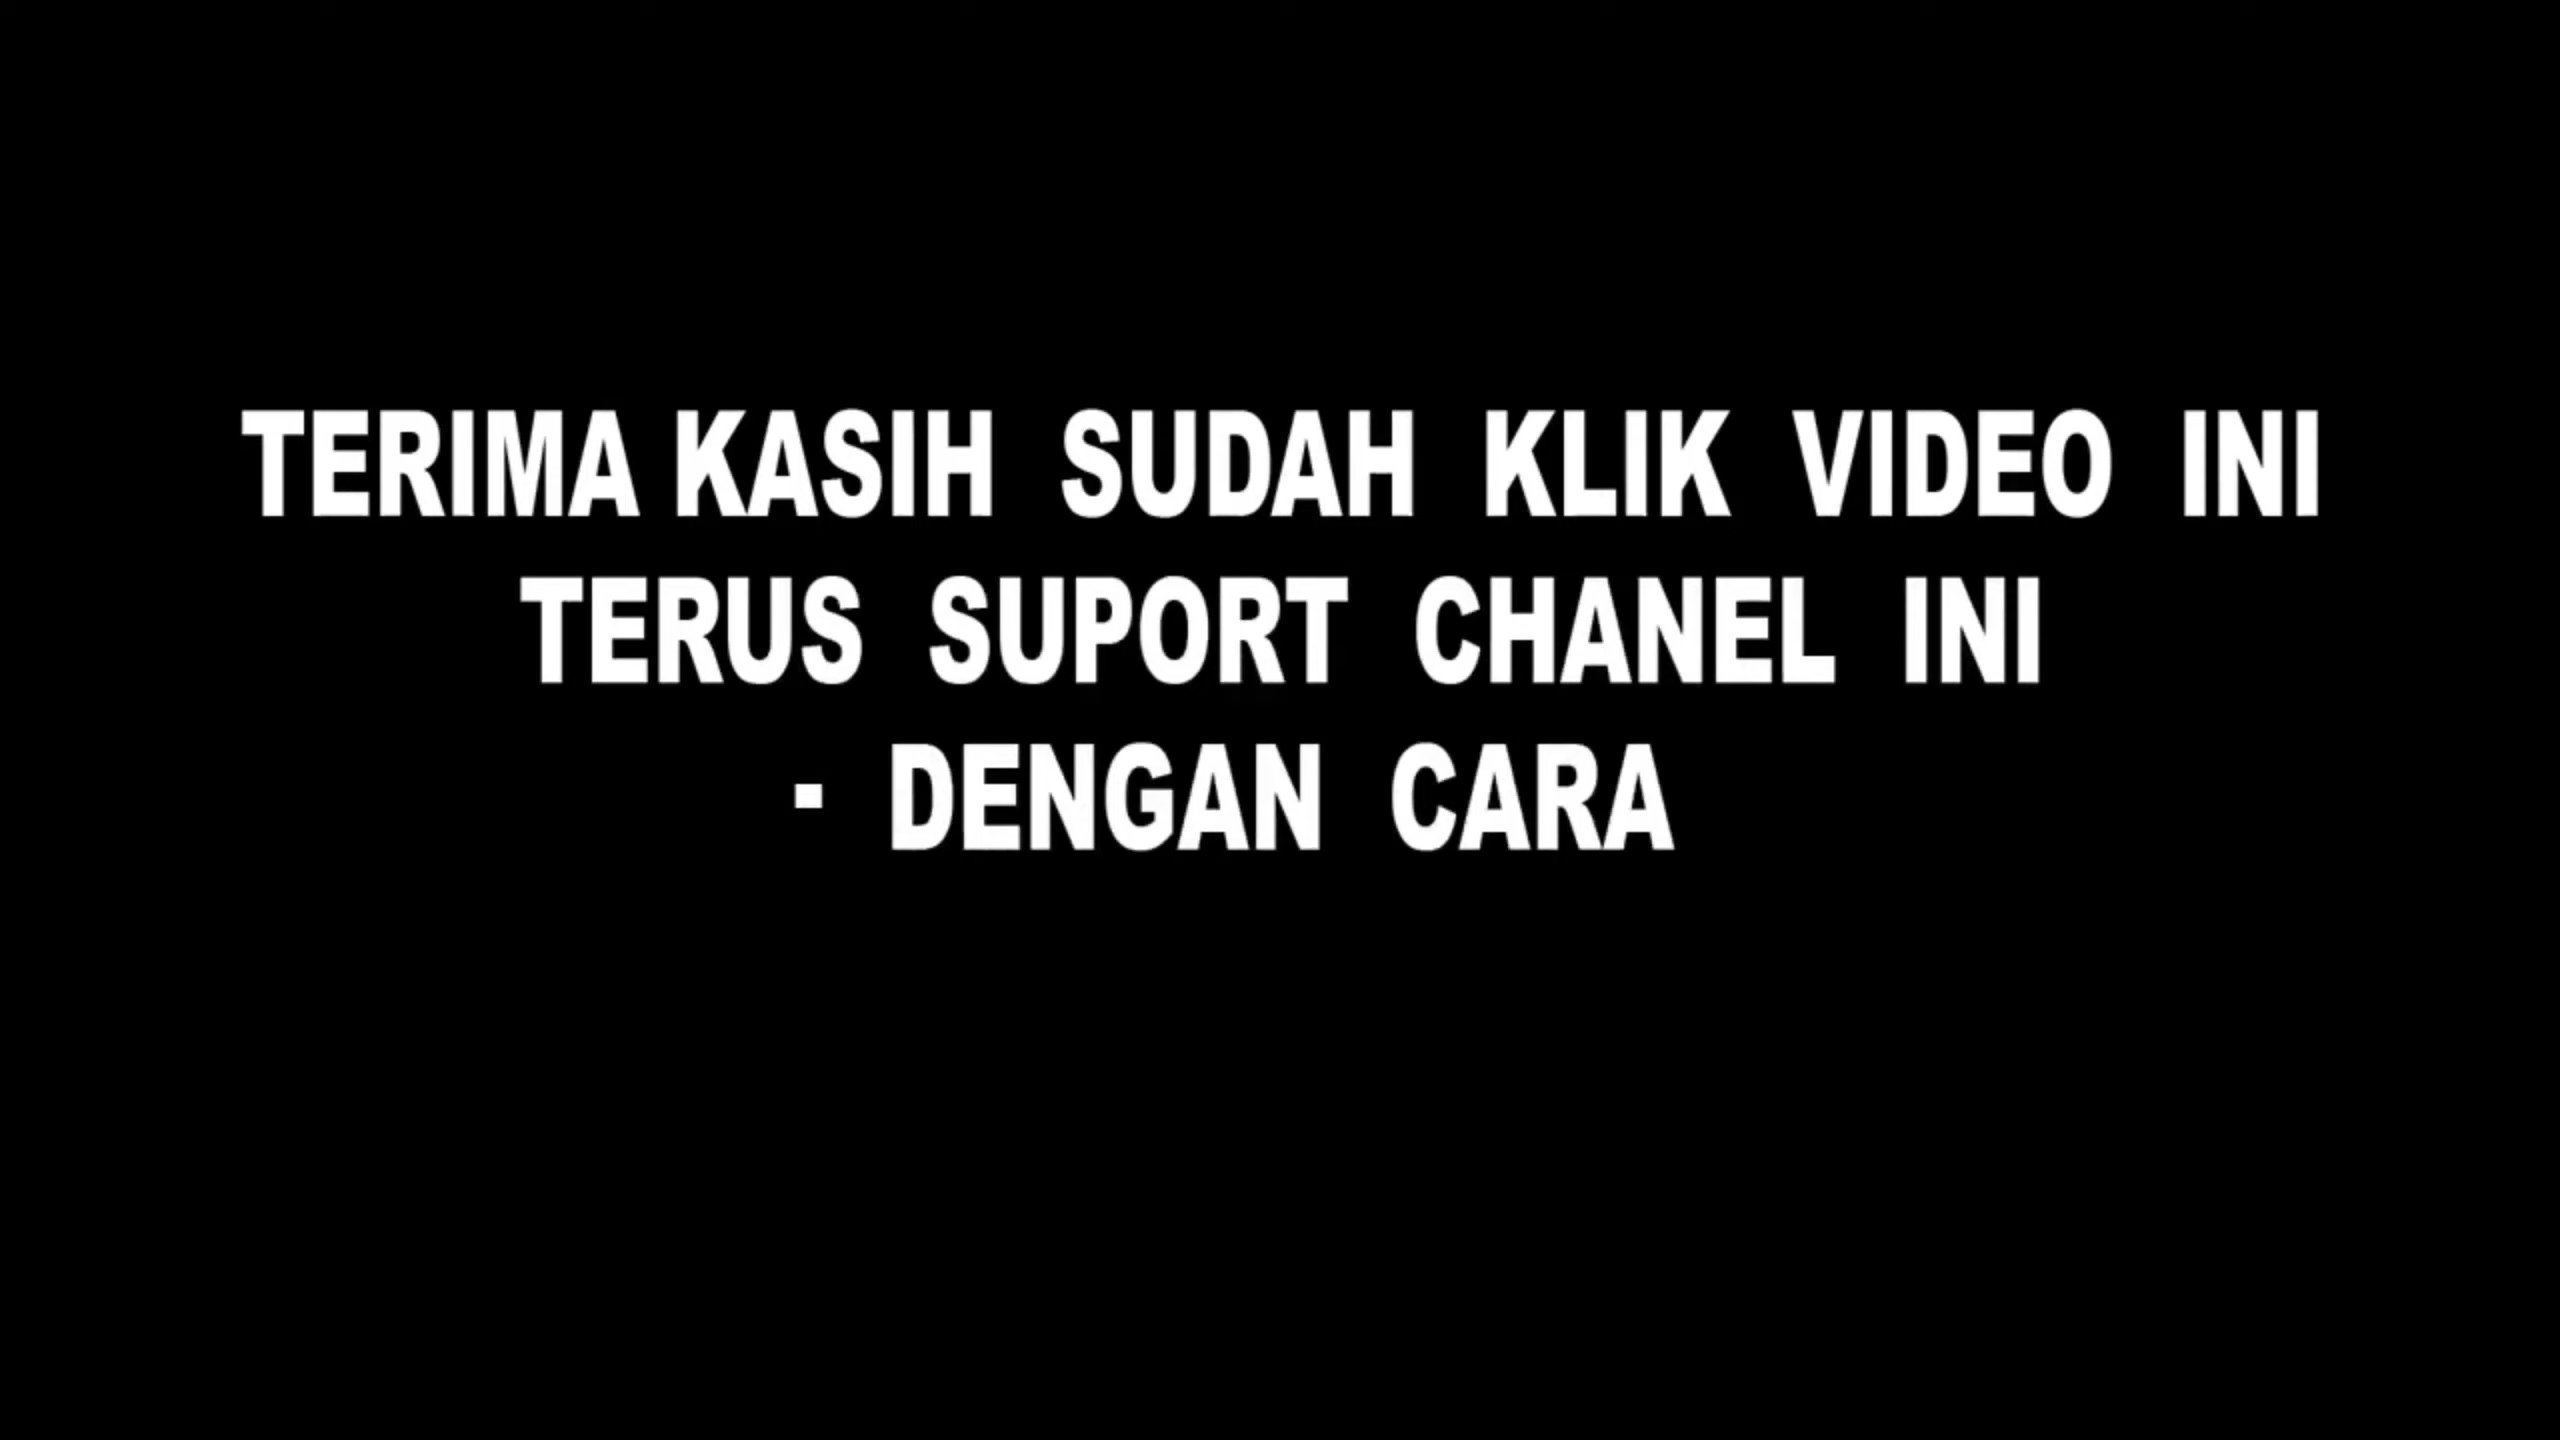 TERIMA KASIH SUDAH KLIK VIDEO INI
TERUS SUPORT CHANEL INI
- DENGAN CARA